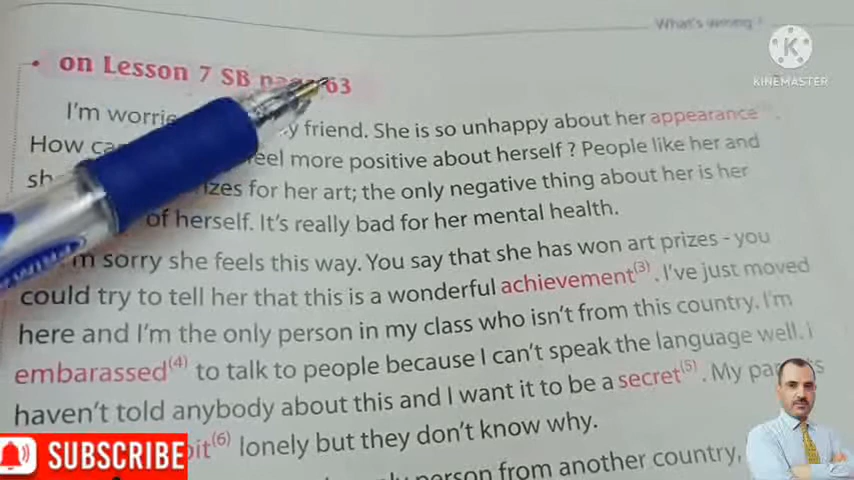 What's wrong ?
KINEMASTER
• on Lesson 7 SB page 63
I'm my friend. She is so unhappy about her appearance
How feel more positive about herself ? People like her and
for her art; the only negative thing about her is her
of herself. It's really bad for her mental health.
sorry she feels this way. You say that she has won art prizes - you
could try to tell her that this is a wonderful achievement(3). I've just moved
here and I'm the only person in my class who isn't from this country. I'm
embarassed(4) to talk to people because I can't speak the language well. I
haven't told anybody about this and I want it to be a secret(5). My
(6) lonely but they don't know why.
person from another country,
SUBSCRIBE